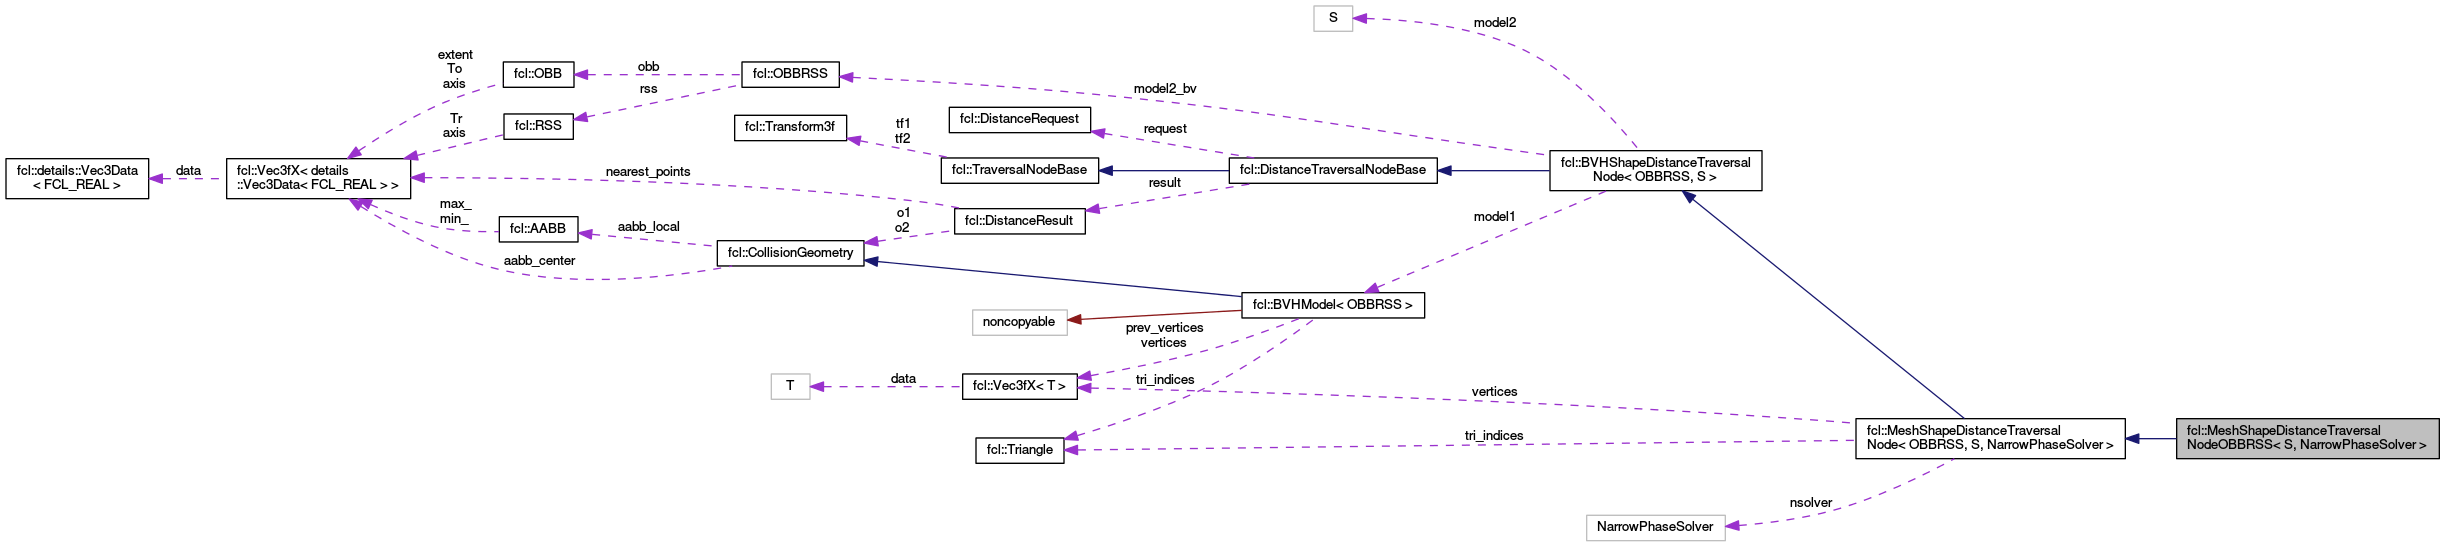 S
model2
extent
To
axis
fcl::OBB
obb
fcl::OBBRSS
rss
model2_bv
Tr
axis
fcl::RSS
fcl::Transform3f
tf1
tf2
fcl::DistanceRequest
request
fcl::details::Vec3Data
< FCL_REAL >
data
fcl::Vec3fX< details
::Vec3Data< FCL_REAL > >
nearest_points
fcl::TraversalNodeBase
fcl::DistanceTraversalNodeBase
fcl::BVHShapeDistanceTraversal
Node< OBBRSS, S >
result
max_
min_
fcl::AABB
aabb_local
o1
o2
fcl::DistanceResult
model1
aabb_center
fcl::CollisionGeometry
fcl::BVHModel< OBBRSS >
noncopyable
prev_vertices
vertices
T
data
fcl::Vec3fX< T >
tri_indices
vertices
fcl::Triangle
tri_indices
fcl::MeshShapeDistanceTraversal
Node< OBBRSS, S, NarrowPhaseSolver >
fcl::MeshShapeDistanceTraversal
NodeOBBRSS< S, NarrowPhaseSolver >
nsolver
NarrowPhaseSolver